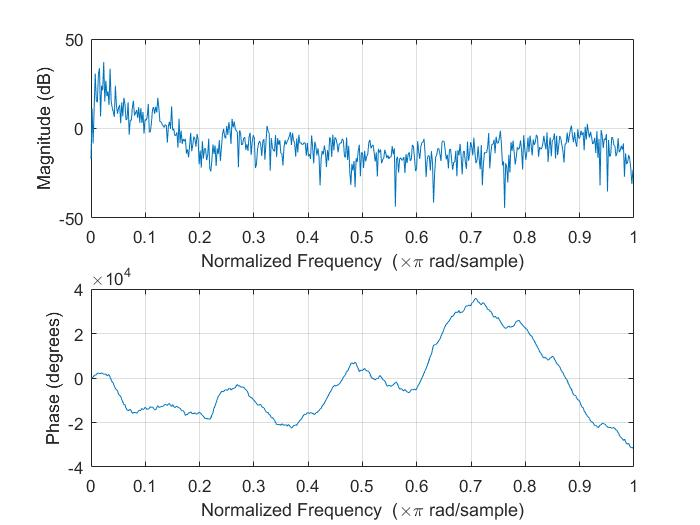 50
0
-50
Magnitude (dB)
0 0.1 0.2 0.3 0.4 0.5 0.6 0.7 0.8 0.9 1
Normalized Frequency (×π rad/sample)
×10⁴
4
2
0
-2
-4
Phase (degrees)
0 0.1 0.2 0.3 0.4 0.5 0.6 0.7 0.8 0.9 1
Normalized Frequency (×π rad/sample)